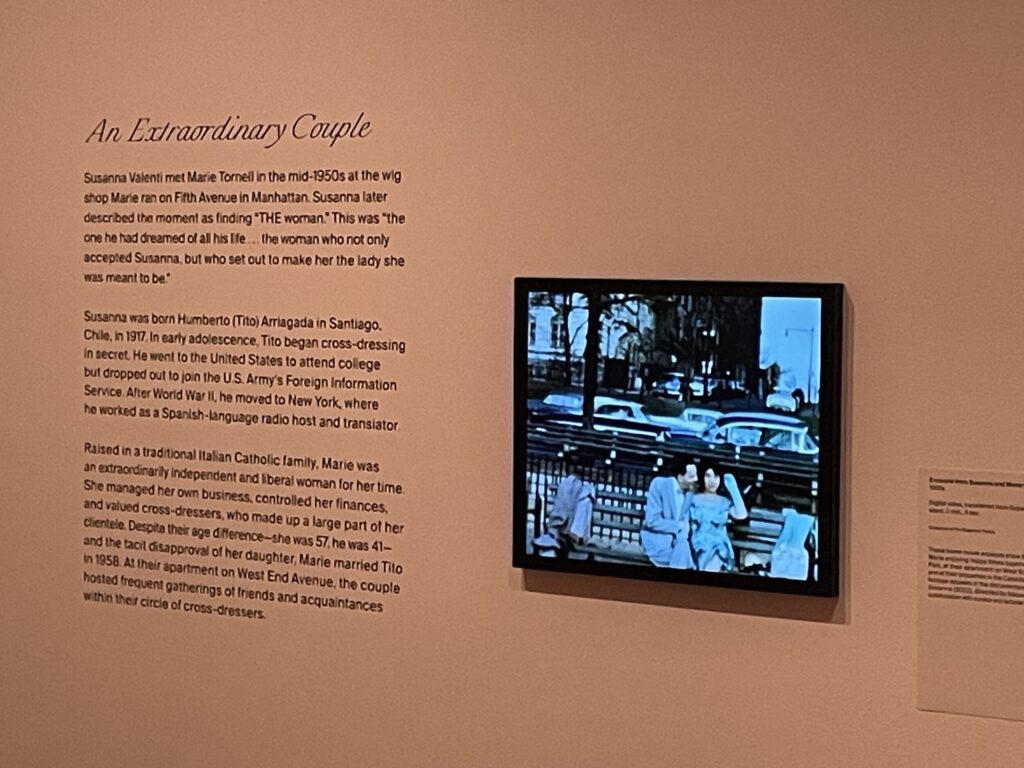 An Extraordinary Couple
Susanna Valenti met Marie Tornell in the mid-1950s at the wig
shop Marie ran on Fifth Avenue in Manhattan. Susanna later
described the moment as finding "THE woman." This was "the
one he had dreamed of all his life ... the woman who not only
accepted Susanna, but who set out to make her the lady she
was meant to be."
Susanna was born Humberto (Tito) Arriagada in Santiago,
Chile, in 1917. In early adolescence, Tito began cross-dressing
in secret. He went to the United States to attend college
but dropped out to join the U.S. Army's Foreign Information
Service. After World War II, he moved to New York, where
he worked as a Spanish-language radio host and translator.
Raised in a traditional Italian Catholic family, Marie was
an extraordinarily independent and liberal woman for her time.
She managed her own business, controlled her finances,
and valued cross-dressers, who made up a large part of her
clientele. Despite their age difference—she was 57, he was 41—
and the tacit disapproval of her daughter, Marie married Tito
in 1958. At their apartment on West End Avenue, the couple
hosted frequent gatherings of friends and acquaintances
within their circle of cross-dressers.
Excerpts from Susanna and
1950s